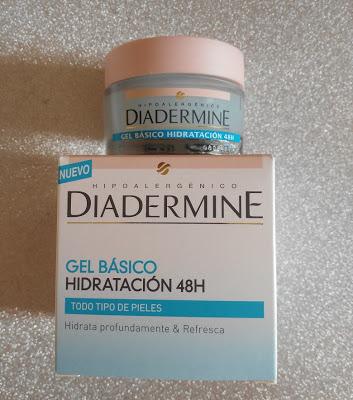 HIPOALERGÉNICO
DIADERMINE
GEL BÁSICO HIDRATACIÓN 48H
NUEVO
HIPOALERGÉNICO
DIADERMINE
GEL BÁSICO
HIDRATACIÓN 48H
TODO TIPO DE PIELES
Hidrata profundamente & Refresca